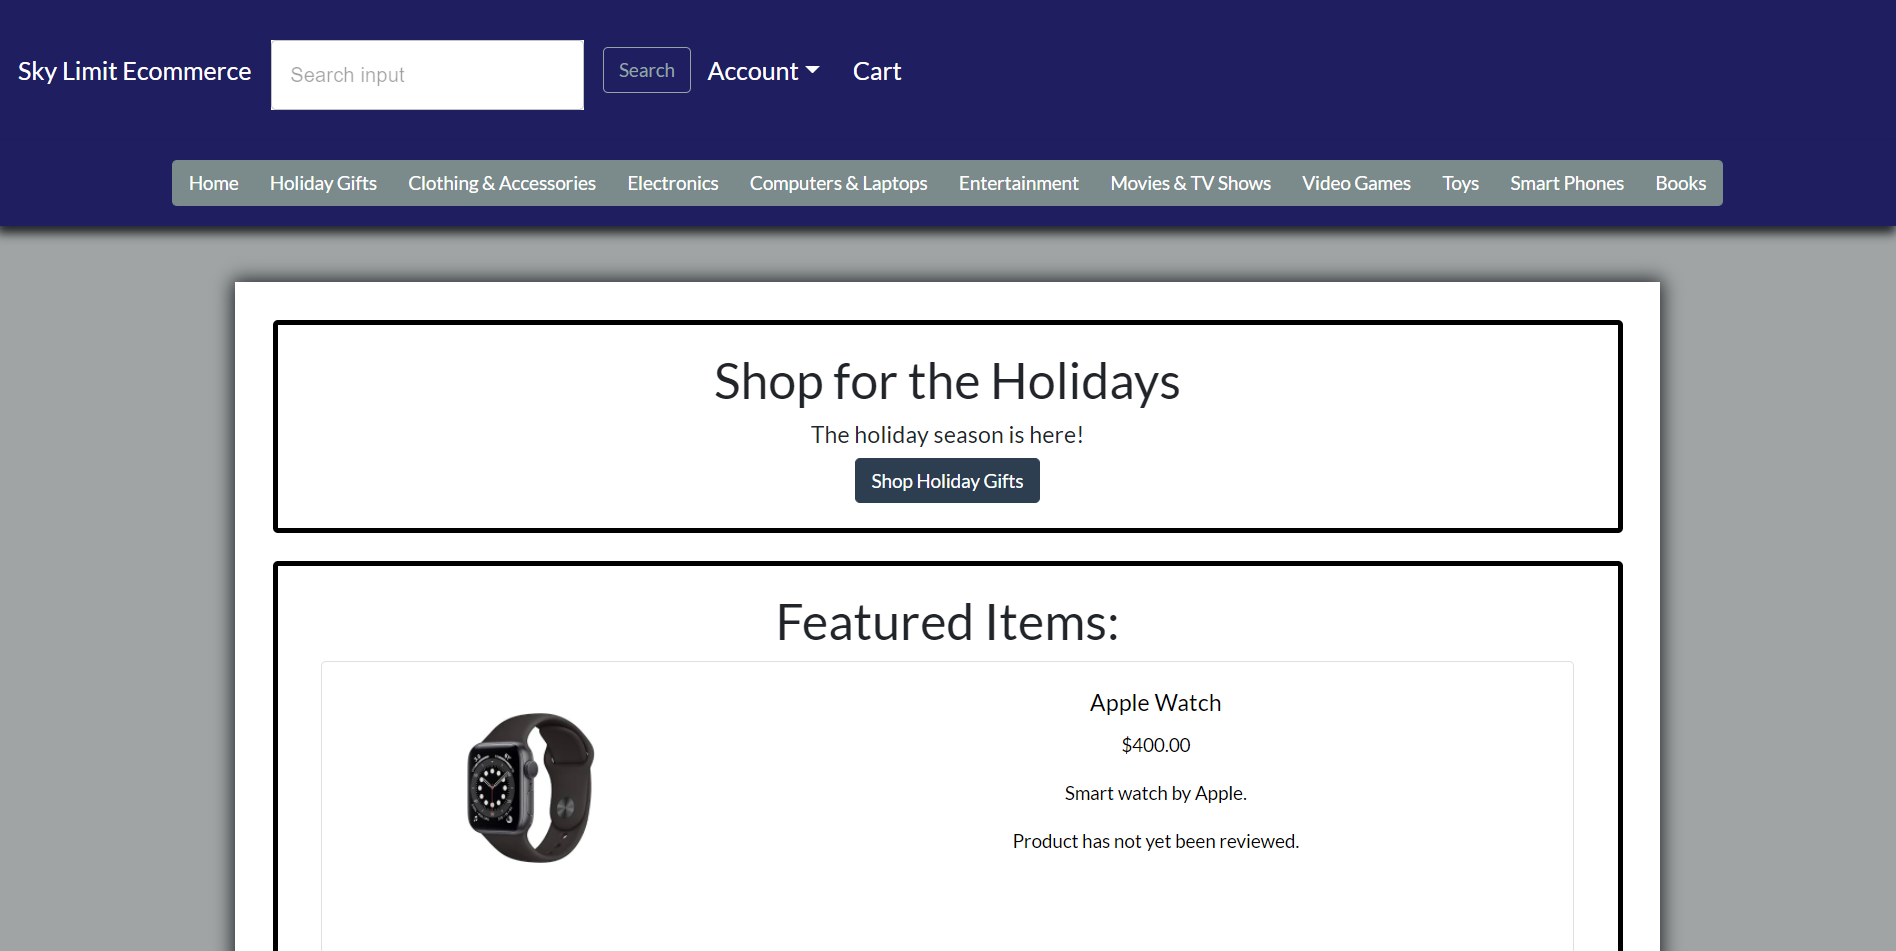 Sky Limit Ecommerce Search input Search Account Cart
Home Holiday Gifts Clothing & Accessories Electronics Computers & Laptops Entertainment Movies & TV Shows Video Games Toys Smart Phones Books
Shop for the Holidays
The holiday season is here!
Shop Holiday Gifts
Featured Items:
Apple Watch
$400.00
Smart watch by Apple.
Product has not yet been reviewed.